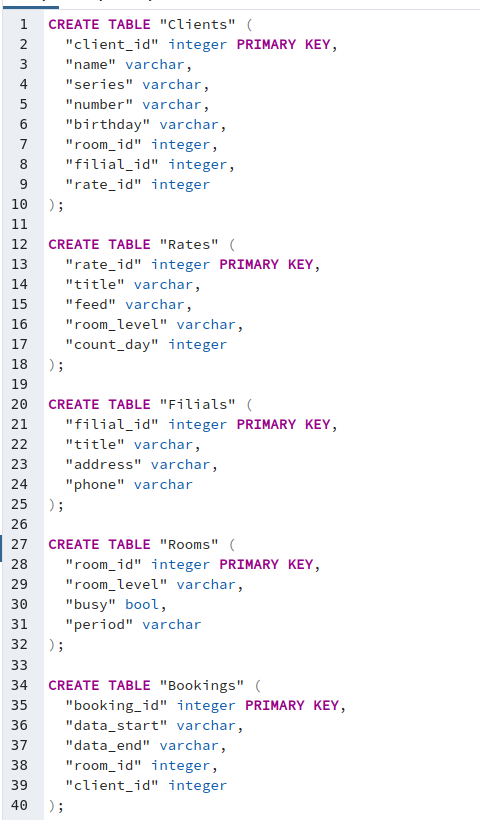 1 CREATE TABLE "Clients" (
2 "client_id" integer PRIMARY KEY,
3 "name" varchar,
4 "series" varchar,
5 "number" varchar,
6 "birthday" varchar,
7 "room_id" integer,
8 "filial_id" integer,
9 "rate_id" integer
10 );
11
12 CREATE TABLE "Rates" (
13 "rate_id" integer PRIMARY KEY,
14 "title" varchar,
15 "feed" varchar,
16 "room_level" varchar,
17 "count_day" integer
18 );
19
20 CREATE TABLE "Filials" (
21 "filial_id" integer PRIMARY KEY,
22 "title" varchar,
23 "address" varchar,
24 "phone" varchar
25 );
26
27 CREATE TABLE "Rooms" (
28 "room_id" integer PRIMARY KEY,
29 "room_level" varchar,
30 "busy" bool,
31 "period" varchar
32 );
33
34 CREATE TABLE "Bookings" (
35 "booking_id" integer PRIMARY KEY,
36 "data_start" varchar,
37 "data_end" varchar,
38 "room_id" integer,
39 "client_id" integer
40 );